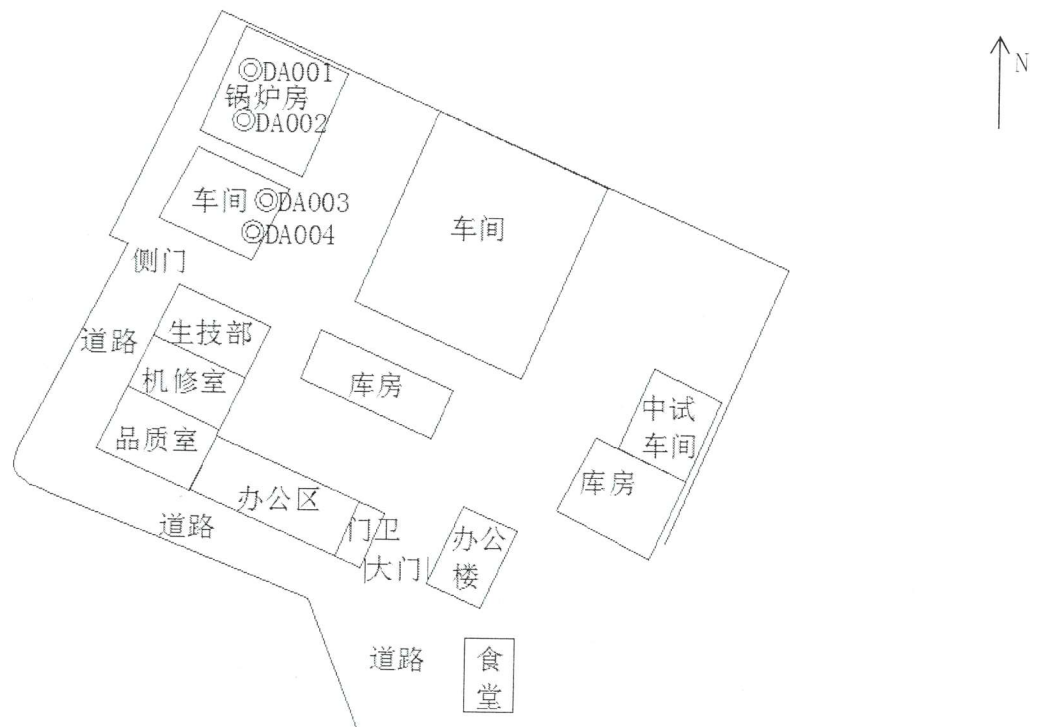 N
DA001
锅炉房
DA002
车间
DA003
DA004
车间
侧门
生技部
道路
机修室
库房
品质室
中试
车间
库房
办公区
道路
门卫
大门
办公
楼
道路
食
堂